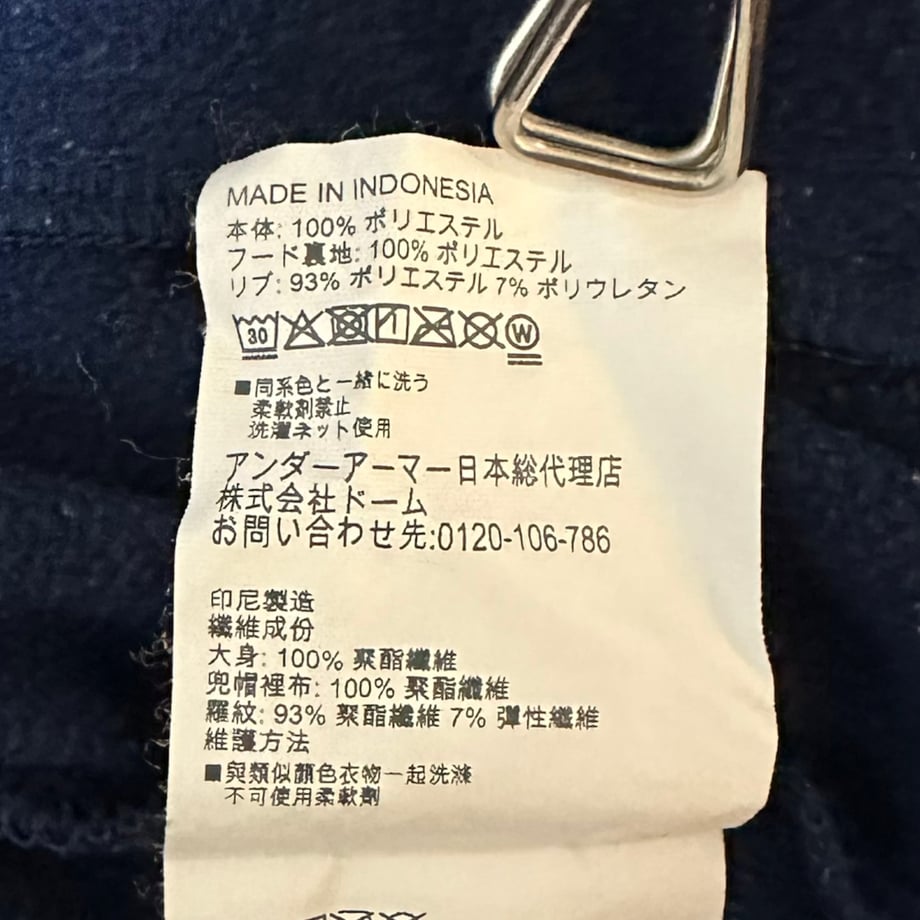 MADE IN INDONESIA
本体: 100% ポリエステル
フード裏地: 100% ポリエステル
リブ: 93% ポリエステル 7% ポリウレタン
30 W
■同系色と一緒に洗う
柔軟剤禁止
洗濯ネット使用
アンダーアーマー日本総代理店
株式会社ドーム
お問い合わせ先:0120-106-786
印尼製造
纖維成份
大身: 100% 聚酯纖維
兜帽裡布: 100% 聚酯纖維
羅紋: 93% 聚酯纖維 7% 彈性纖維
維護方法
■與類似顏色衣物一起洗滌
不可使用柔軟劑